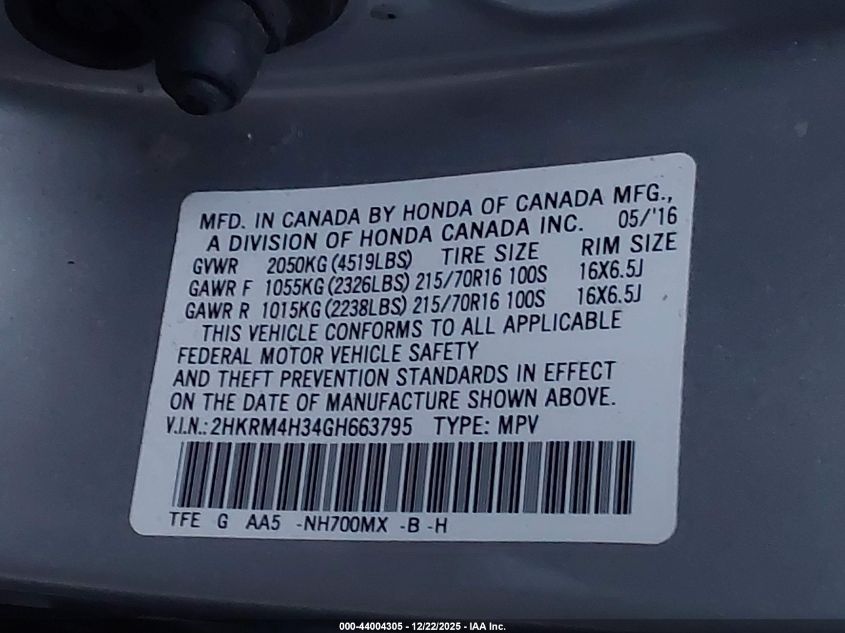 MFD. IN CANADA BY HONDA OF CANADA MFG.,
A DIVISION OF HONDA CANADA INC. 05/'16
GVWR 2050KG (4519LBS) TIRE SIZE RIM SIZE
GAWR F 1055KG (2326LBS) 215/70R16 100S 16X6.5J
GAWR R 1015KG (2238LBS) 215/70R16 100S 16X6.5J
THIS VEHICLE CONFORMS TO ALL APPLICABLE
FEDERAL MOTOR VEHICLE SAFETY
AND THEFT PREVENTION STANDARDS IN EFFECT
ON THE DATE OF MANUFACTURE SHOWN ABOVE.
V.I.N.: 2HKRM4H34GH663795 TYPE: MPV
TFE G AA5 -NH700MX -B -H
000-44004305 - 12/22/2025 - IAA Inc.